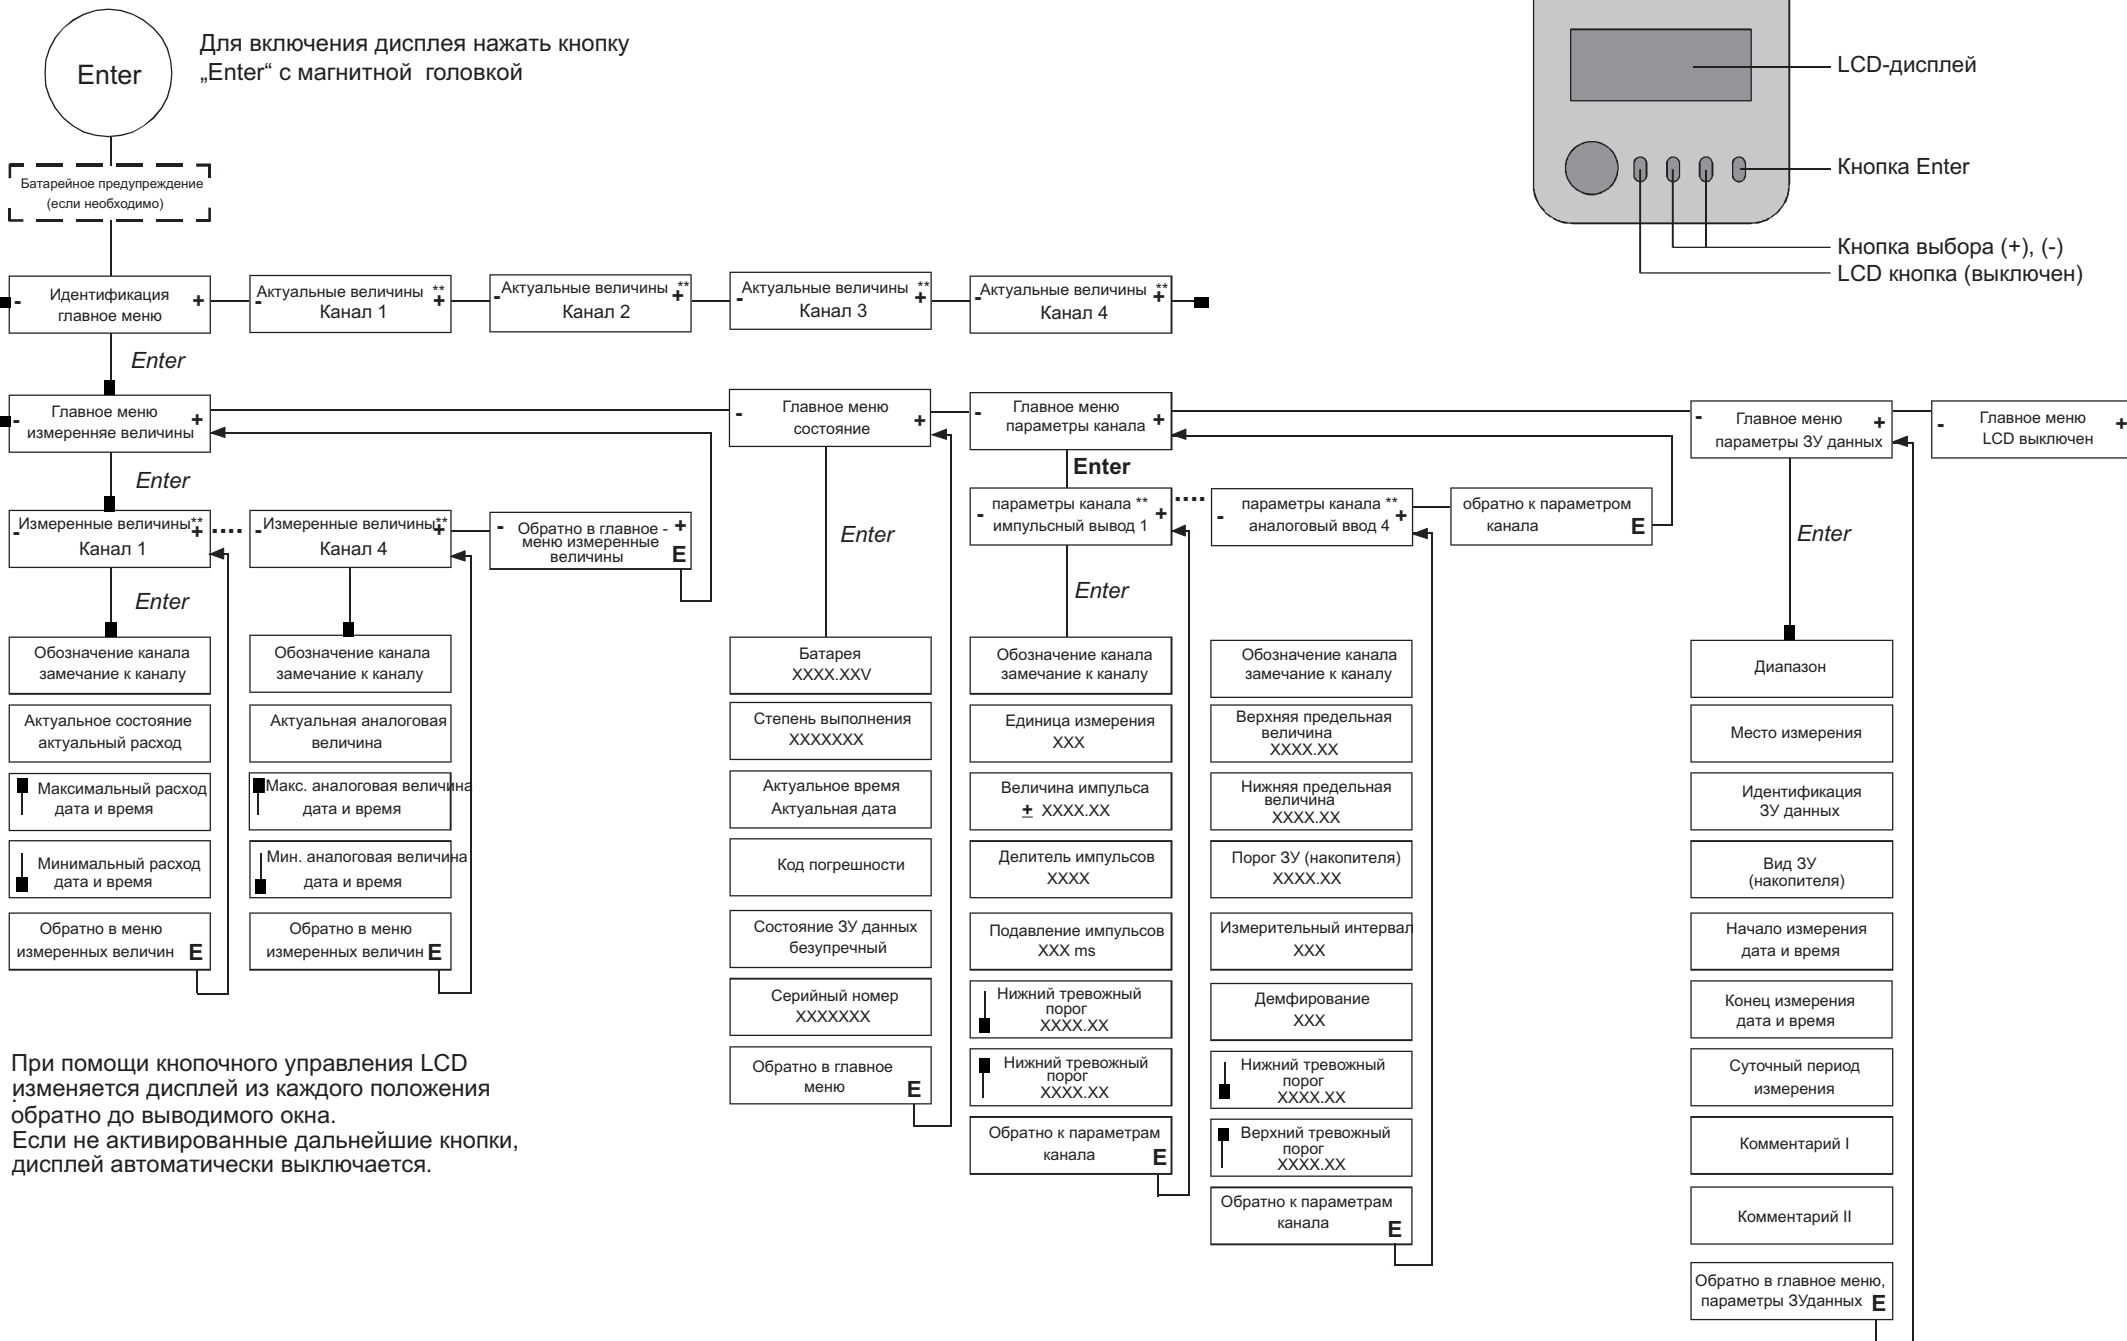 Enter
Для включения дисплея нажать кнопку
„Enter“ с магнитной головкой
LCD-дисплей
Кнопка Enter
Кнопка выбора (+), (-)
LCD кнопка (выключен)
Батарейное предупреждение
(если необходимо)
- Идентификация +
главное меню
- Актуальные величины ** +
Канал 1
- Актуальные величины ** +
Канал 2
- Актуальные величины ** +
Канал 3
- Актуальные величины ** +
Канал 4
Enter
- Главное меню +
измеренняе величины
- Главное меню +
состояние
- Главное меню +
параметры канала
- Главное меню +
параметры ЗУ данных
- Главное меню +
LCD выключен
Enter
- Измеренные величины ** +
Канал 1
....
- Измеренные величины ** +
Канал 4
- Обратно в главное - +
меню измеренные
величины E
Enter
Обозначение канала
замечание к каналу
Актуальное состояние
актуальный расход
Максимальный расход
дата и время
Минимальный расход
дата и время
Обратно в меню
измеренных величин E
Обозначение канала
замечание к каналу
Актуальная аналоговая
величина
Макс. аналоговая величина
дата и время
Мин. аналоговая величина
дата и время
Обратно в меню
измеренных величин E
Enter
Батарея
XXXX.XXV
Степень выполнения
XXXXXXX
Актуальное время
Актуальная дата
Код погрешности
Состояние ЗУ данных
безупречный
Серийный номер
XXXXXXX
Обратно в главное
меню E
Enter
- параметры канала ** +
импульсный вывод 1
....
- параметры канала ** +
аналоговый ввод 4
обратно к параметром
канала E
Enter
Обозначение канала
замечание к каналу
Единица измерения
XXX
Величина импульса
± XXXX.XX
Делитель импульсов
XXXX
Подавление импульсов
XXX ms
Нижний тревожный
порог
XXXX.XX
Нижний тревожный
порог
XXXX.XX
Обратно к параметрам
канала E
Обозначение канала
замечание к каналу
Верхняя предельная
величина
XXXX.XX
Нижняя предельная
величина
XXXX.XX
Порог ЗУ (накопителя)
XXXX.XX
Измерительный интервал
XXX
Демфирование
XXX
Нижний тревожный
порог
XXXX.XX
Верхний тревожный
порог
XXXX.XX
Обратно к параметрам
канала E
Enter
Диапазон
Место измерения
Идентификация
ЗУ данных
Вид ЗУ
(накопителя)
Начало измерения
дата и время
Конец измерения
дата и время
Суточный период
измерения
Комментарий I
Комментарий II
Обратно в главное меню,
параметры ЗУданных E
При помощи кнопочного управления LCD
изменяется дисплей из каждого положения
обратно до выводимого окна.
Если не активированные дальнейшие кнопки,
дисплей автоматически выключается.